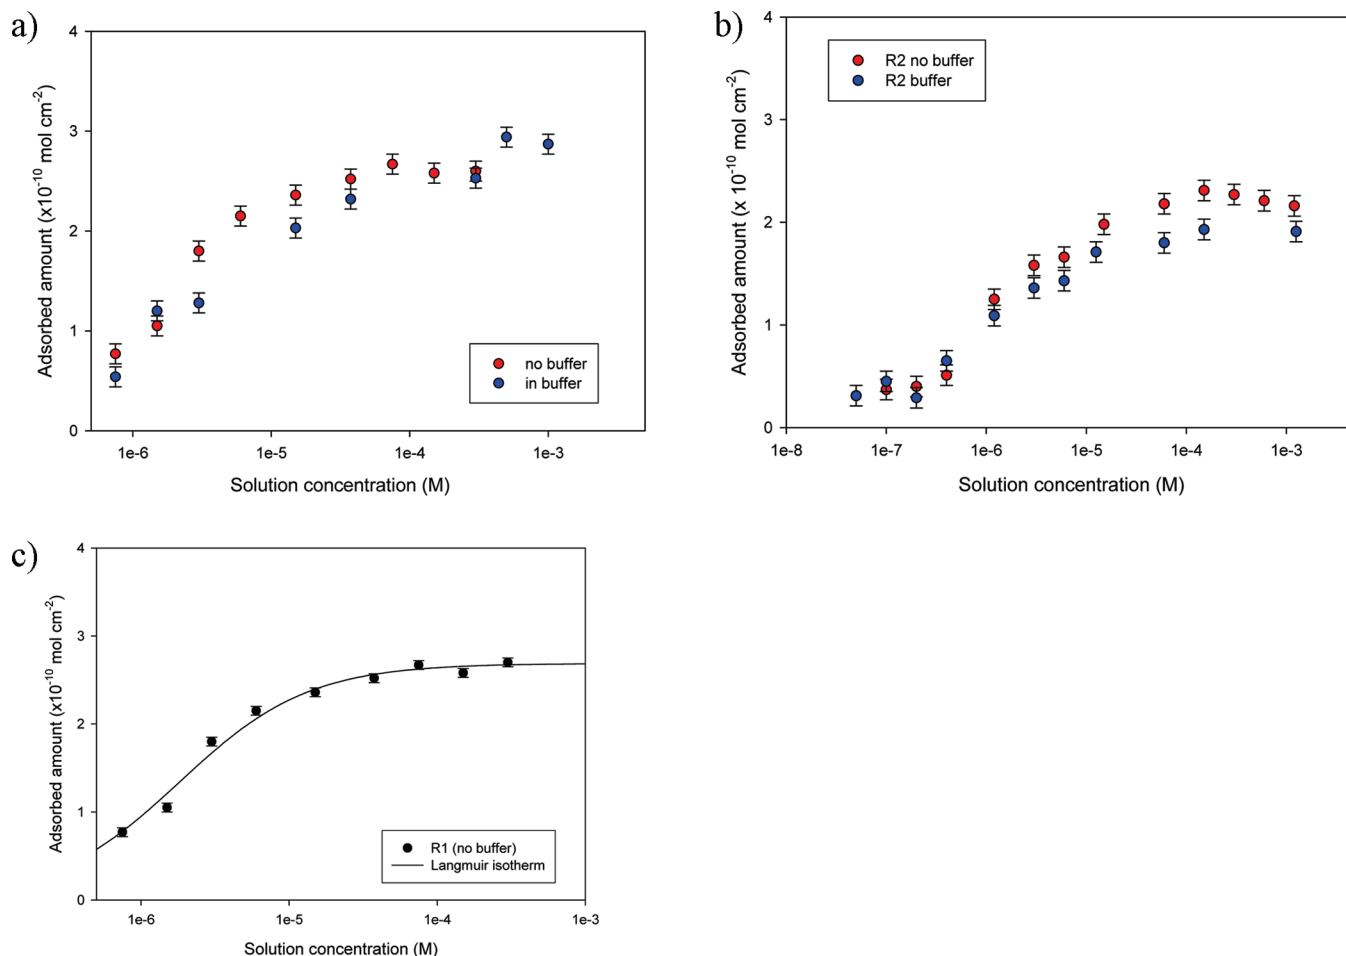 a)
4
3
2
1
0
Adsorbed amount (x10⁻¹⁰ mol cm⁻²)
no buffer
in buffer
1e-6 1e-5 1e-4 1e-3
Solution concentration (M)
b)
4
3
2
1
0
Adsorbed amount (x 10⁻¹⁰ mol cm⁻²)
R2 no buffer
R2 buffer
1e-8 1e-7 1e-6 1e-5 1e-4 1e-3
Solution concentration (M)
c)
4
3
2
1
0
Adsorbed amount (x10⁻¹⁰ mol cm⁻²)
R1 (no buffer)
Langmuir isotherm
1e-6 1e-5 1e-4 1e-3
Solution concentration (M)